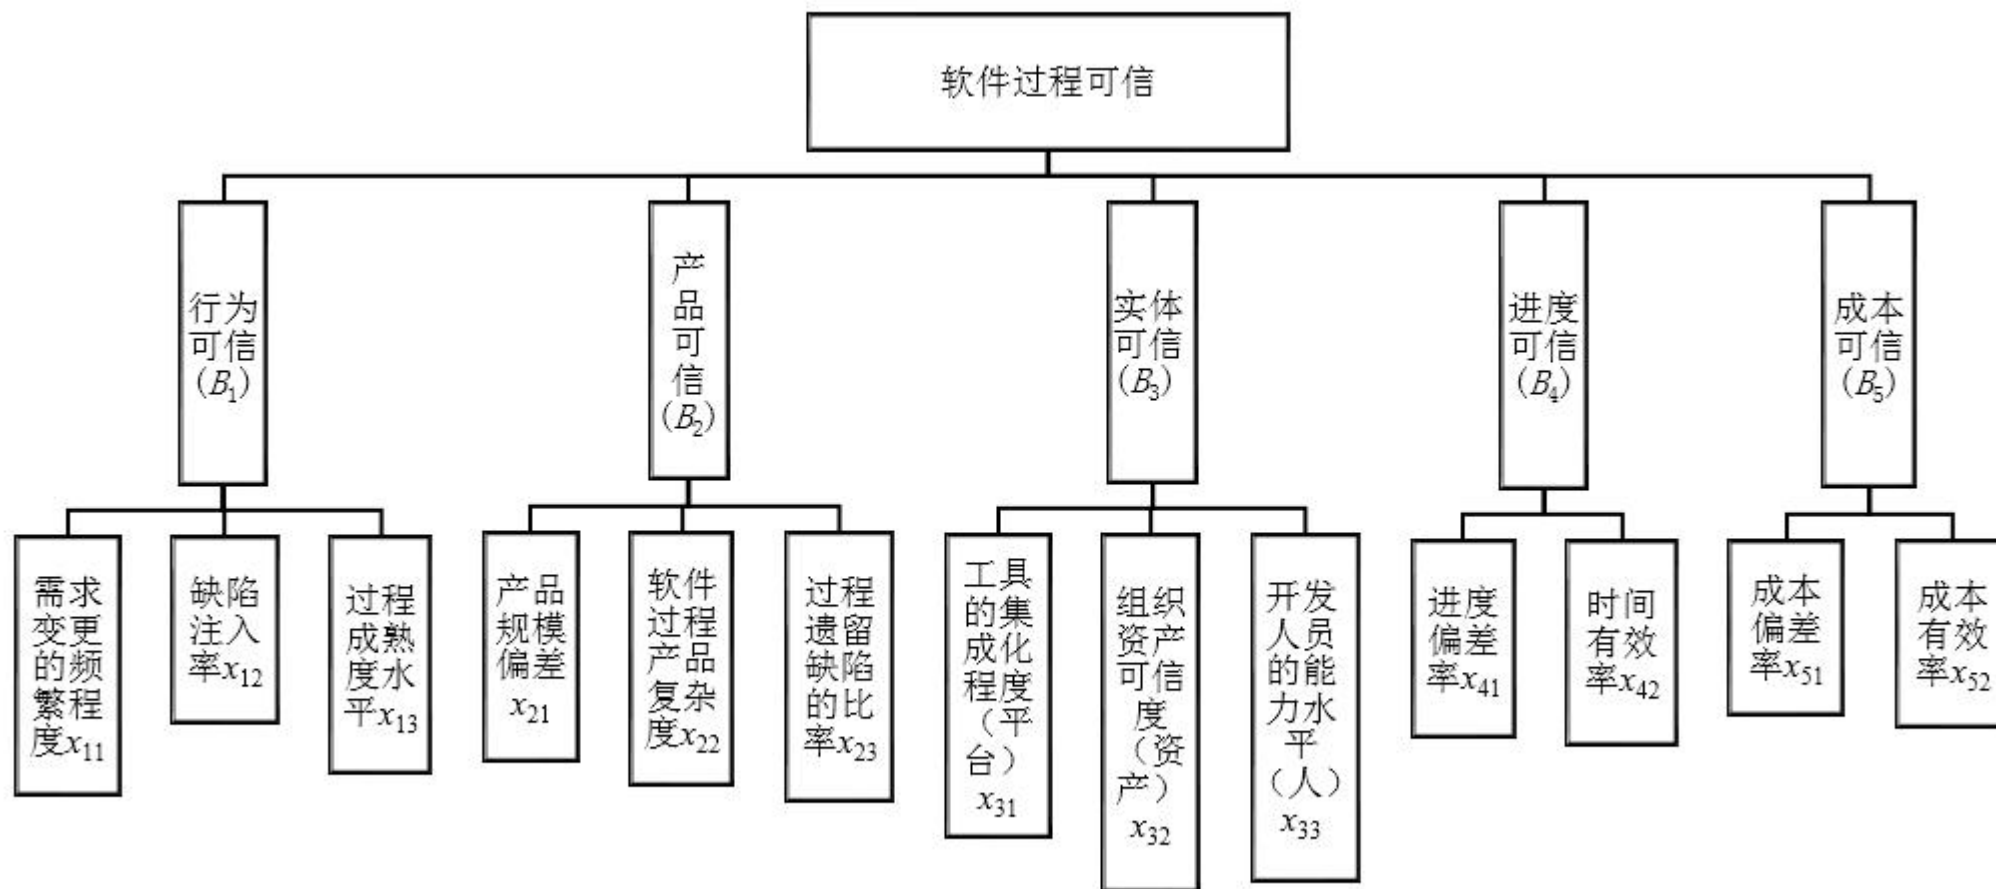 软件过程可信
行为
可信
(B₁)
产
品
可
信
(B₂)
实体
可信
(B₃)
进度
可信
(B₄)
成本
可信
(B₅)
需求
变更
的频
繁程
度x₁₁
缺陷
注入
率x₁₂
过程
成熟
度水
平x₁₃
产品
规模
偏差
x₂₁
软件
过程
产品
复杂
度x₂₂
过程
遗留
缺陷
的比
率x₂₃
工具
的集
成化
程度
（平
台）
x₃₁
组织
资产
可信
度
（资
产）
x₃₂
开发
人员
的能
力水
平
（人）
x₃₃
进度
偏差
率x₄₁
时间
有效
率x₄₂
成本
偏差
率x₅₁
成本
有效
率x₅₂